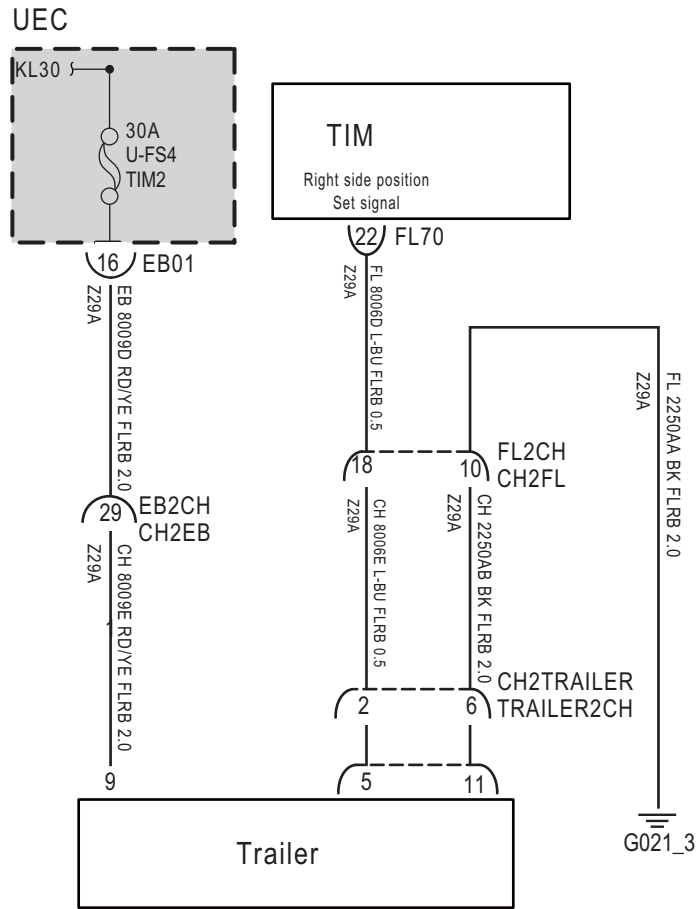 UEC
KL30
30A
U-FS4
TIM2
16 EB01
Z29A
EB 8009D RD/YE FLRB 2.0
29 EB2CH
CH2EB
Z29A
CH 8009E RD/YE FLRB 2.0
9
TIM
Right side position
Set signal
22 FL70
Z29A
FL 8006D L-BU FLRB 0.5
Z29A
FL 2250AA BK FLRB 2.0
18 10 FL2CH
CH2FL
Z29A
CH 8006E L-BU FLRB 0.5
Z29A
CH 2250AB BK FLRB 2.0
2 6 CH2TRAILER
TRAILER2CH
5 11
G021_3
Trailer